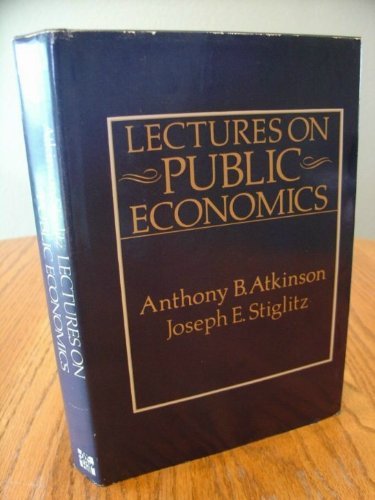 LECTURES ON
PUBLIC
ECONOMICS
Anthony B. Atkinson
Joseph E. Stiglitz
LECTURES ON
PUBLIC ECONOMICS